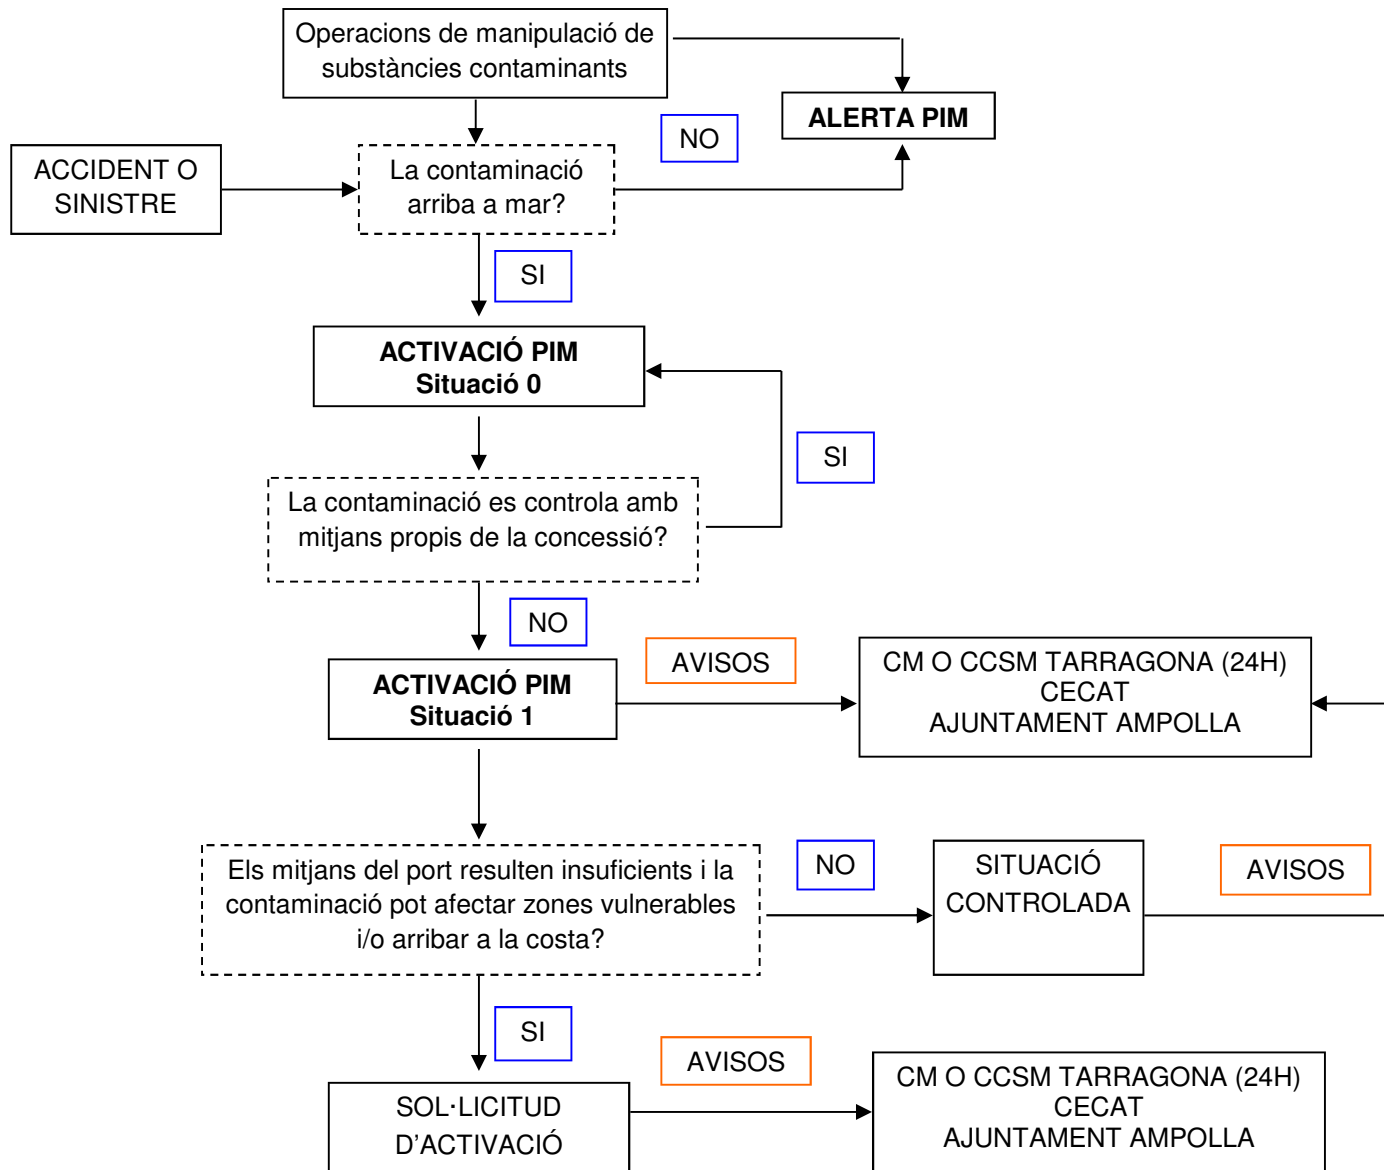 Operacions de manipulació de
substàncies contaminants
ALERTA PIM
NO
ACCIDENT O
SINISTRE
La contaminació
arriba a mar?
SI
ACTIVACIÓ PIM
Situació 0
SI
La contaminació es controla amb
mitjans propis de la concessió?
NO
AVISOS
ACTIVACIÓ PIM
Situació 1
CM O CCSM TARRAGONA (24H)
CECAT
AJUNTAMENT AMPOLLA
Els mitjans del port resulten insuficients i la
contaminació pot afectar zones vulnerables
i/o arribar a la costa?
NO
SITUACIÓ
CONTROLADA
AVISOS
SI
AVISOS
SOL·LICITUD
D'ACTIVACIÓ
CM O CCSM TARRAGONA (24H)
CECAT
AJUNTAMENT AMPOLLA